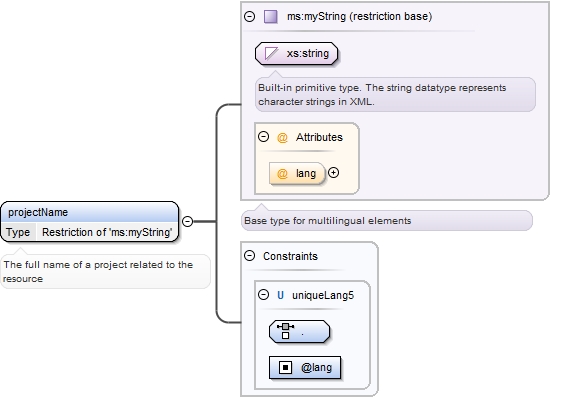 ms:myString (restriction base)
xs:string
Built-in primitive type. The string datatype represents
character strings in XML.
@ Attributes
@ lang
Base type for multilingual elements
projectName
Type Restriction of 'ms:myString'
The full name of a project related to the
resource
Constraints
U uniqueLang5
.
@lang